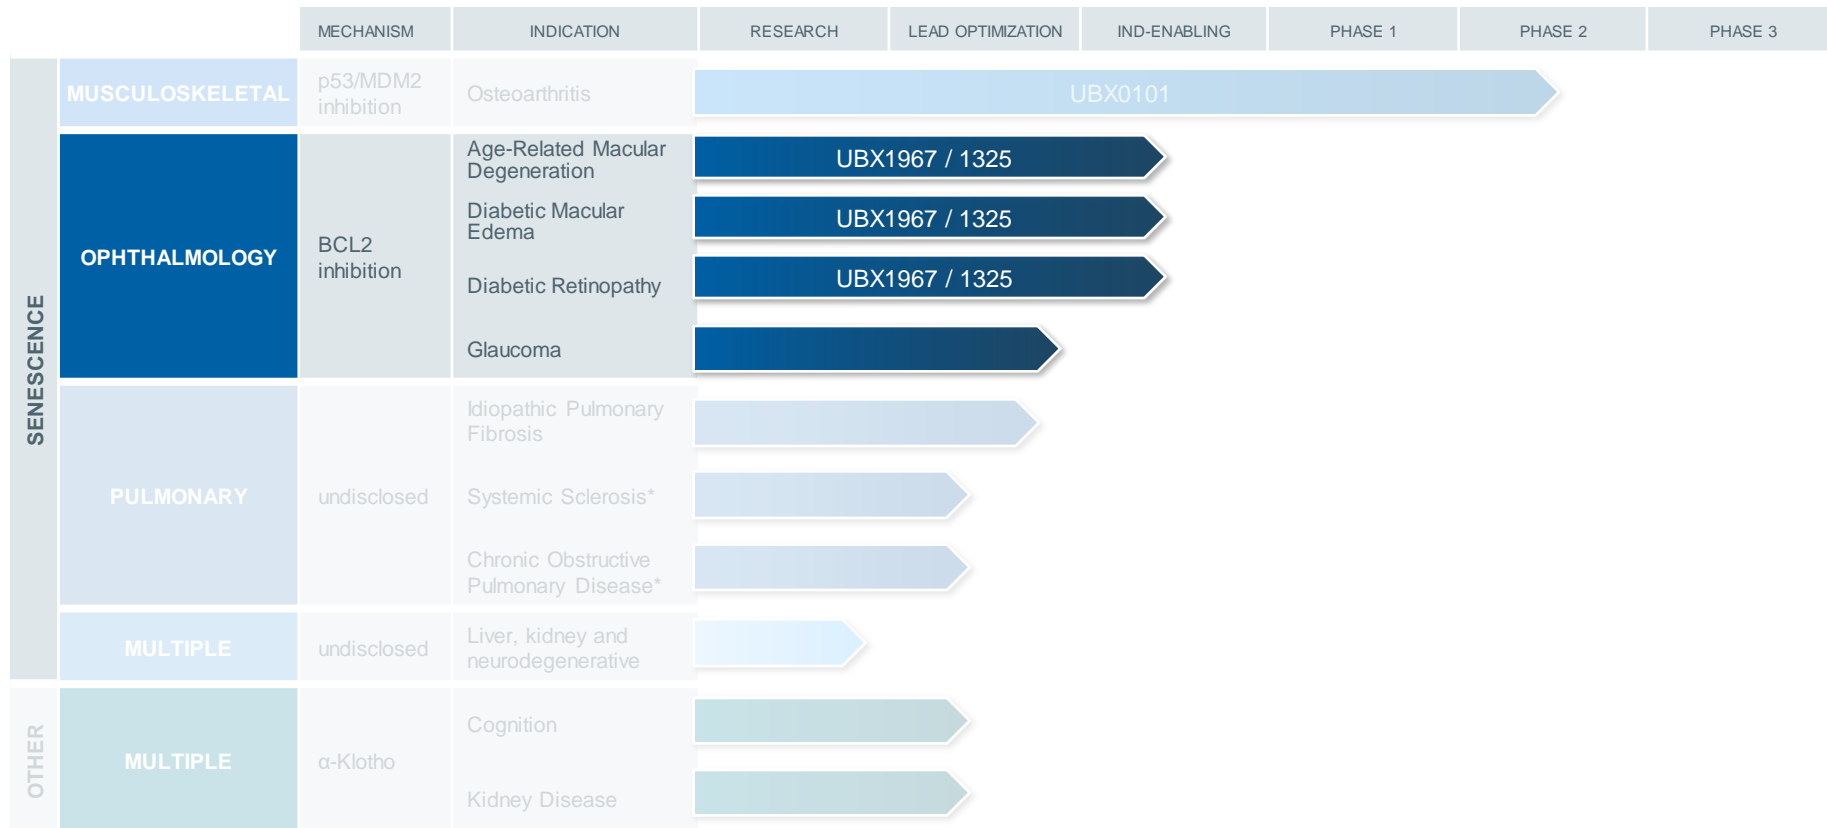 MECHANISM
INDICATION
RESEARCH
LEAD OPTIMIZATION
IND-ENABLING
PHASE 1
PHASE 2
PHASE 3
SENESCENCE
MUSCULOSKELETAL
p53/MDM2
inhibition
Osteoarthritis
UBX0101
OPHTHALMOLOGY
BCL2
inhibition
Age-Related Macular
Degeneration
UBX1967 / 1325
Diabetic Macular
Edema
UBX1967 / 1325
Diabetic Retinopathy
UBX1967 / 1325
Glaucoma
PULMONARY
undisclosed
Idiopathic Pulmonary
Fibrosis
Systemic Sclerosis*
Chronic Obstructive
Pulmonary Disease*
MULTIPLE
undisclosed
Liver, kidney and
neurodegenerative
OTHER
MULTIPLE
α-Klotho
Cognition
Kidney Disease